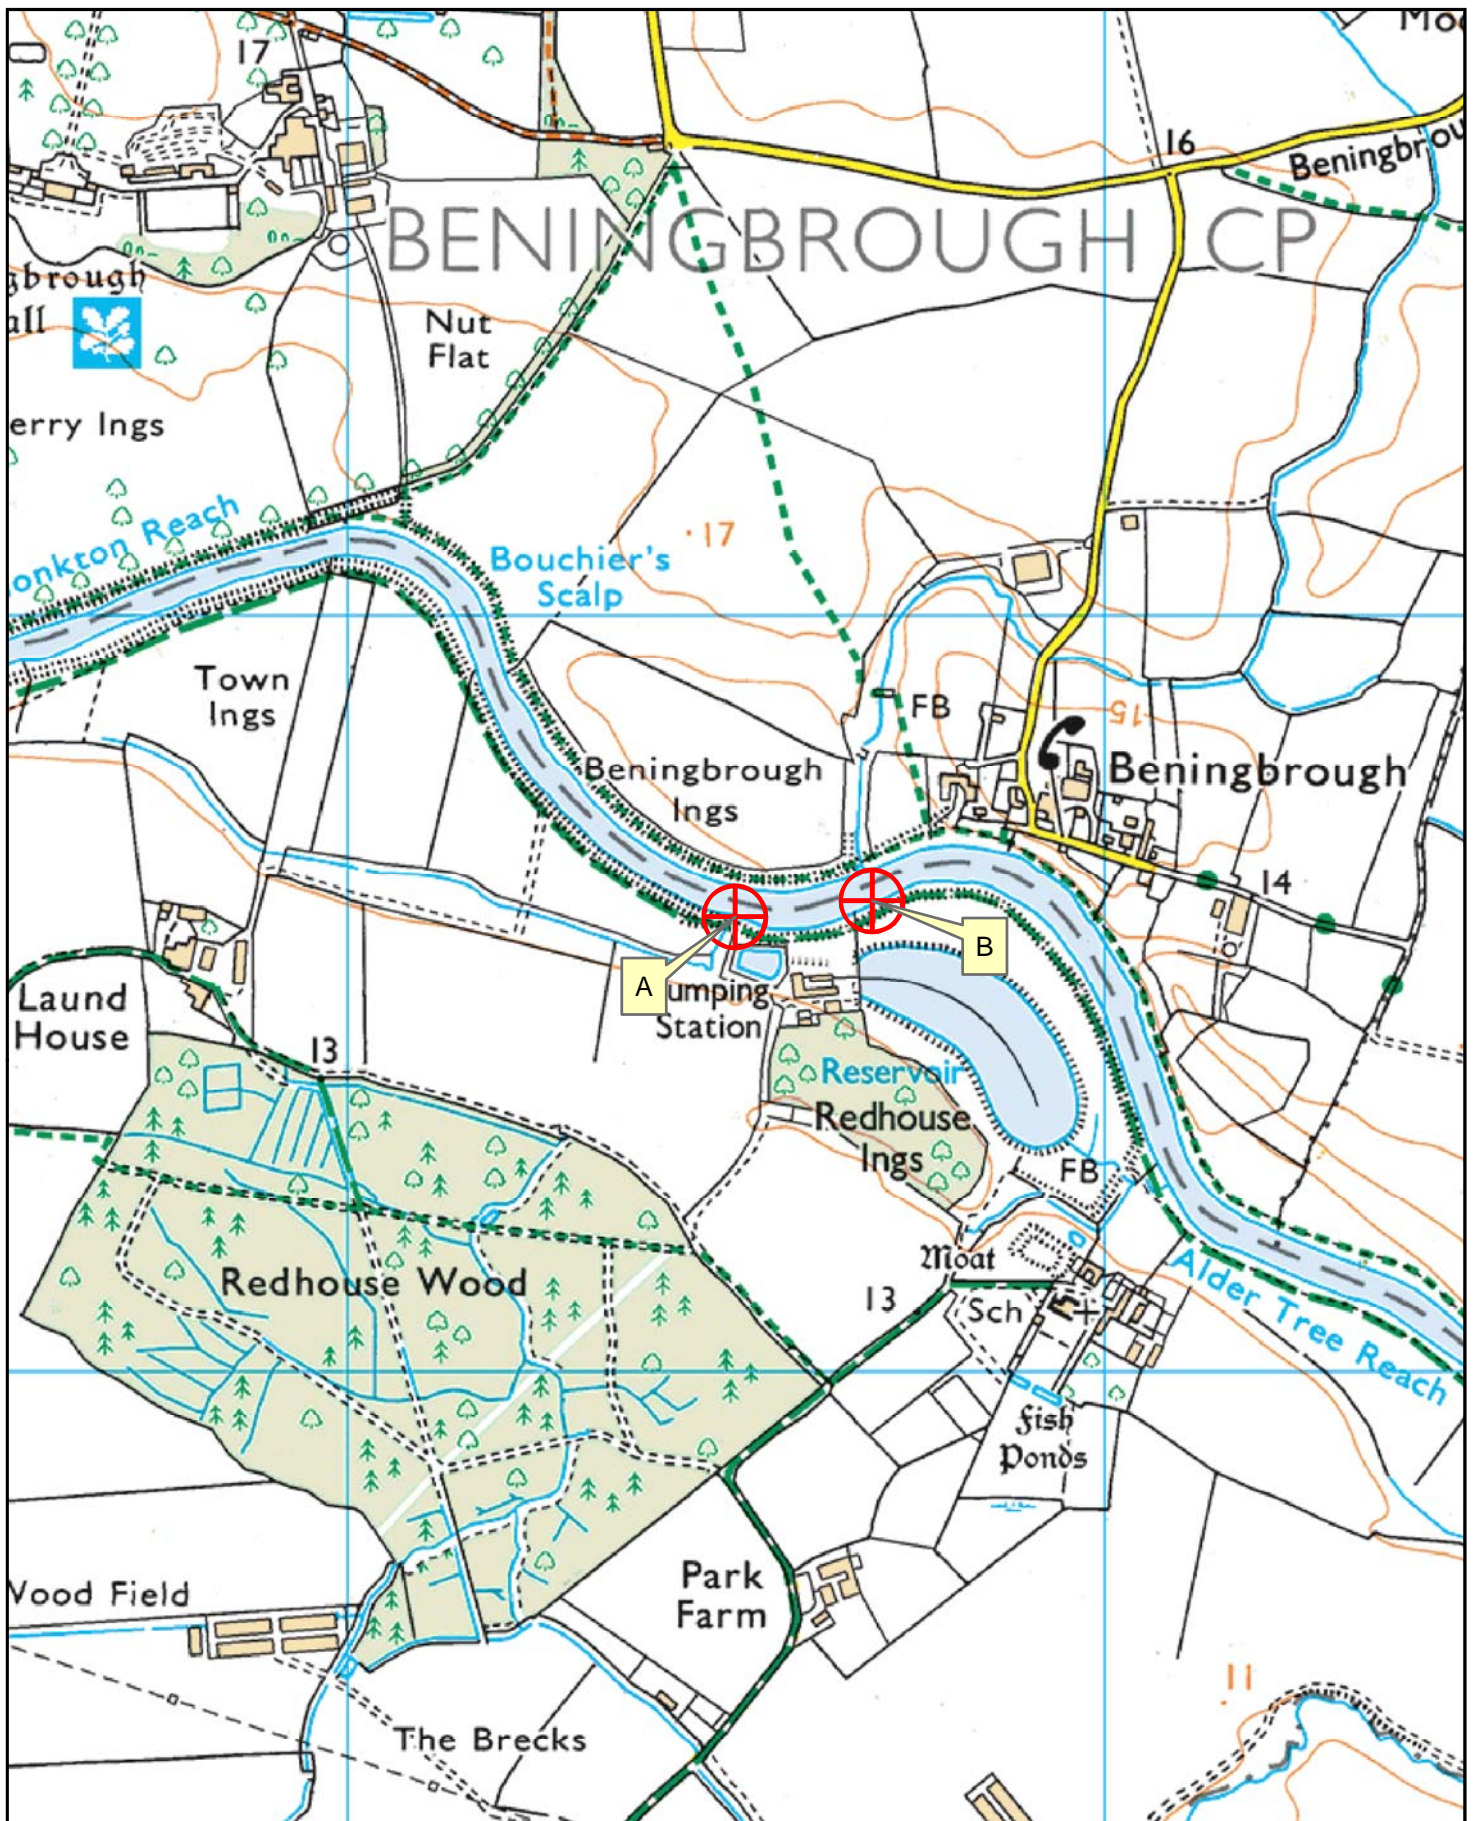 17
16
Beningbrou
BENINGBROUGH CP
gbrough
all
Nut
Flat
erry Ings
onkton Reach
Bouchier's
Scalp
17
Town
Ings
FB
15
Beningbrough
Ings
Beningbrough
14
A
B
umping
Station
Laund
House
13
Reservoir
Redhouse
Ings
FB
Redhouse Wood
Moat
13
Sch
Alder Tree Reach
Fish
Ponds
Park
Farm
Wood Field
11
The Brecks